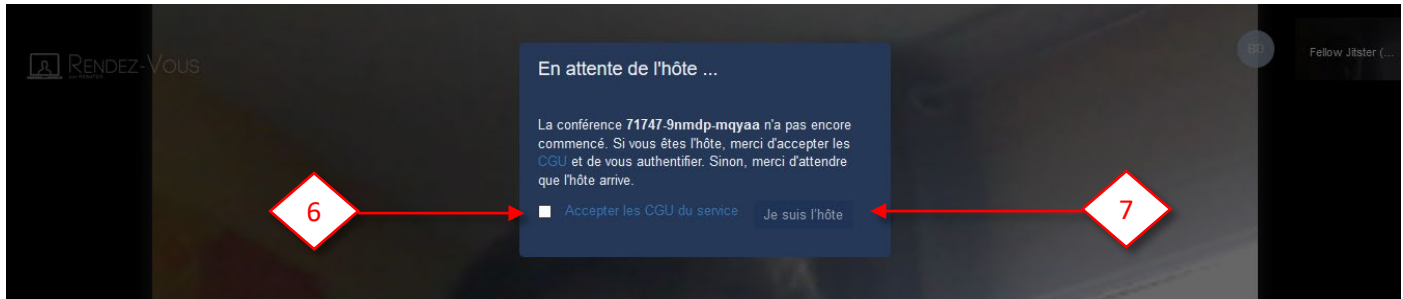 RENDEZ-VOUS
En attente de l'hôte ...
BD
Fellow Jitster (...
La conférence 71747-9nmdp-mqyaa n'a pas encore
commencé. Si vous êtes l'hôte, merci d'accepter les
CGU et de vous authentifier. Sinon, merci d'attendre
que l'hôte arrive.
6
Accepter les CGU du service
Je suis l'hôte
7